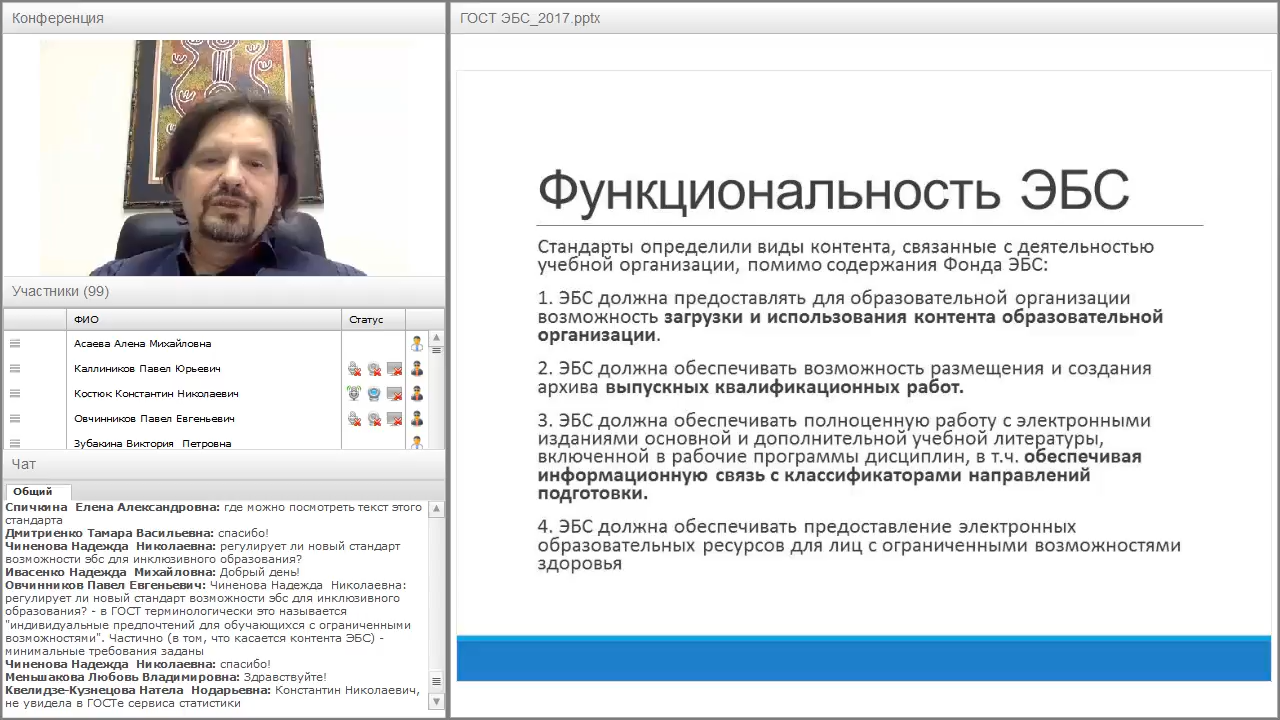 Конференция
Участники (99)
ФИО
Статус
Асаева Алена Михайловна
Каллиников Павел Юрьевич
Костюк Константин Николаевич
Овчинников Павел Евгеньевич
Зубакина Виктория Петровна
Чат
Общий
Спичкина Елена Александровна: где можно посмотреть текст этого
стандарта
Дмитриенко Тамара Васильевна: спасибо!
Чиненова Надежда Николаевна: регулирует ли новый стандарт
возможности эбс для инклюзивного образования?
Ивасенко Надежда Михайловна: Добрый день!
Овчинников Павел Евгеньевич: Чиненова Надежда Николаевна:
регулирует ли новый стандарт возможности эбс для инклюзивного
образования? - в ГОСТ терминологически это называется
"индивидуальные предпочтений для обучающихся с ограниченными
возможностями". Частично (в том, что касается контента ЭБС) -
минимальные требования заданы
Чиненова Надежда Николаевна: спасибо!
Меньшакова Любовь Владимировна: Здравствуйте!
Квелидзе-Кузнецова Натела Нодарьевна: Константин Николаевич,
не увидела в ГОСТе сервиса статистики
ГОСТ ЭБС_2017.pptx
Функциональность ЭБС
Стандарты определили виды контента, связанные с деятельностью
учебной организации, помимо содержания Фонда ЭБС:
1. ЭБС должна предоставлять для образовательной организации
возможность загрузки и использования контента образовательной
организации.
2. ЭБС должна обеспечивать возможность размещения и создания
архива выпускных квалификационных работ.
3. ЭБС должна обеспечивать полноценную работу с электронными
изданиями основной и дополнительной учебной литературы,
включенной в рабочие программы дисциплин, в т.ч. обеспечивая
информационную связь с классификаторами направлений
подготовки.
4. ЭБС должна обеспечивать предоставление электронных
образовательных ресурсов для лиц с ограниченными возможностями
здоровья